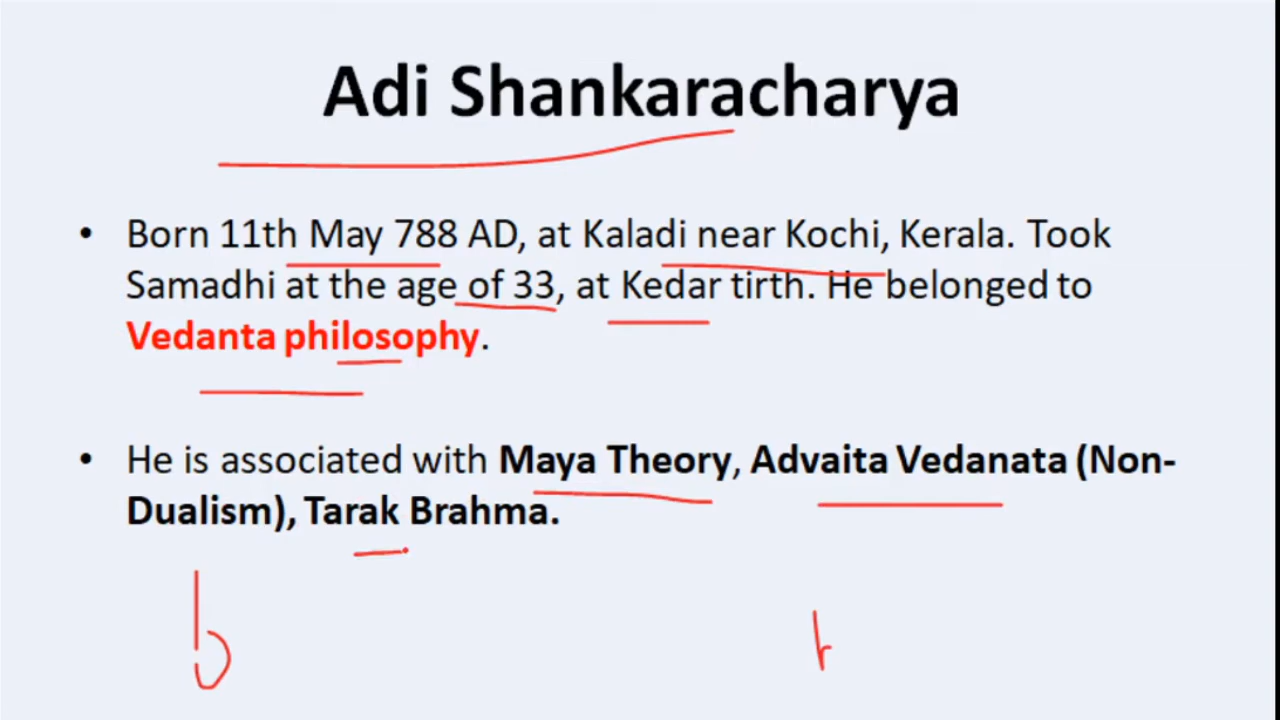 Adi Shankaracharya
• Born 11th May 788 AD, at Kaladi near Kochi, Kerala. Took
Samadhi at the age of 33, at Kedar tirth. He belonged to
Vedanta philosophy.
• He is associated with Maya Theory, Advaita Vedanata (Non-
Dualism), Tarak Brahma.
b